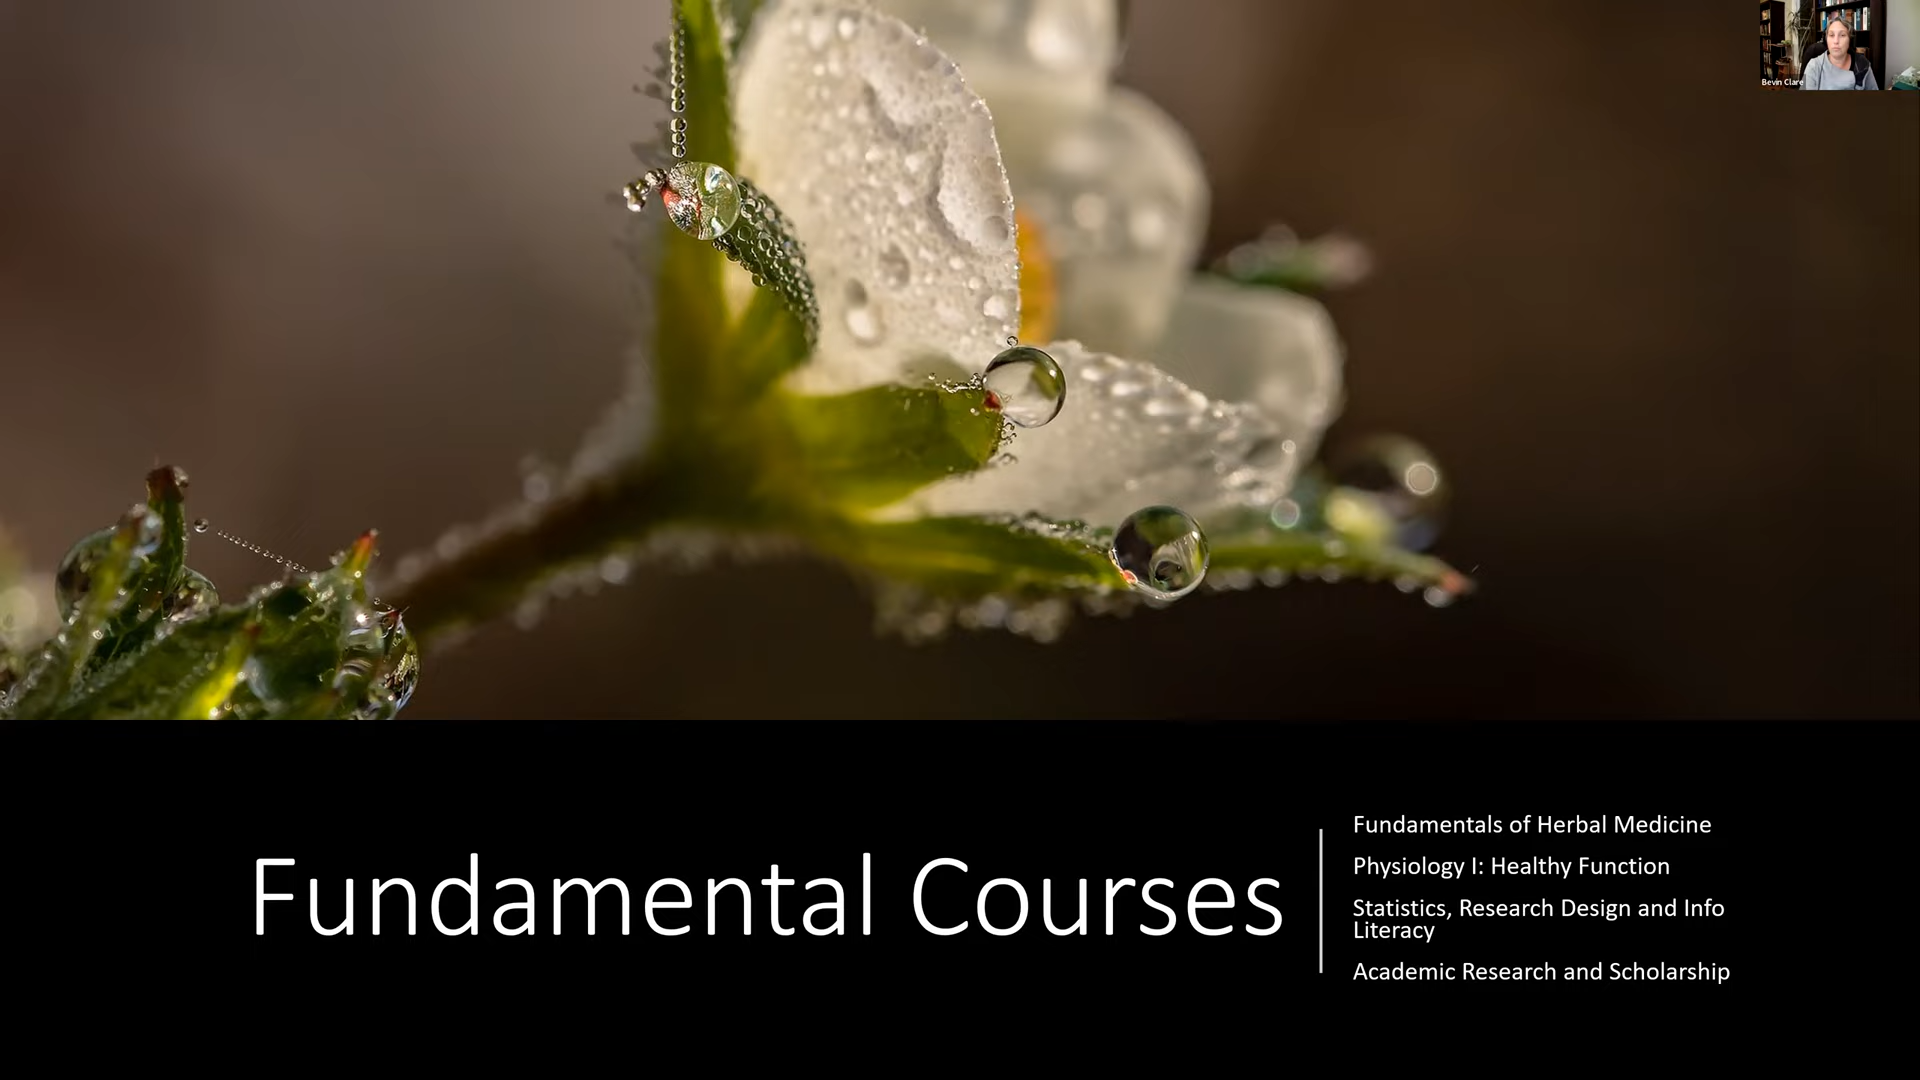 Bevin Clare
Fundamental Courses
Fundamentals of Herbal Medicine
Physiology I: Healthy Function
Statistics, Research Design and Info
Literacy
Academic Research and Scholarship